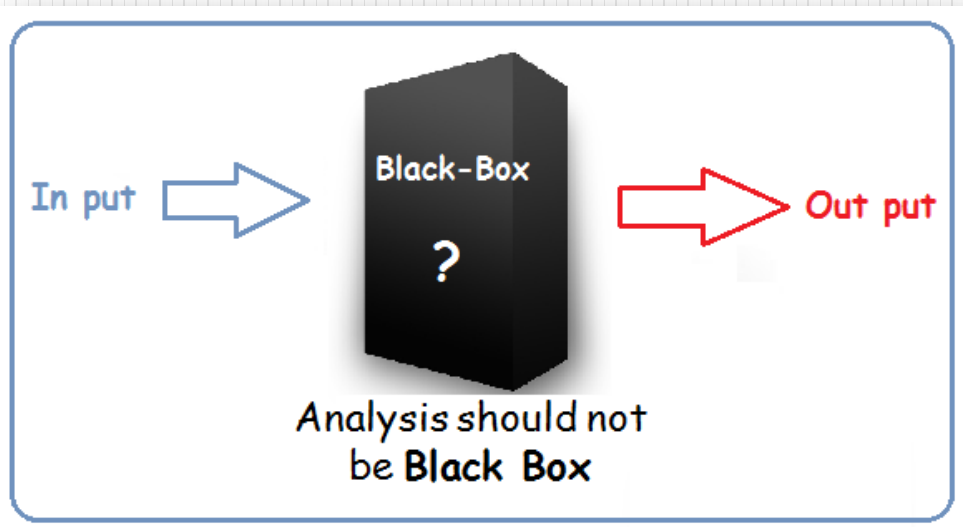 In put
Black-Box
?
Out put
Analysis should not
be Black Box